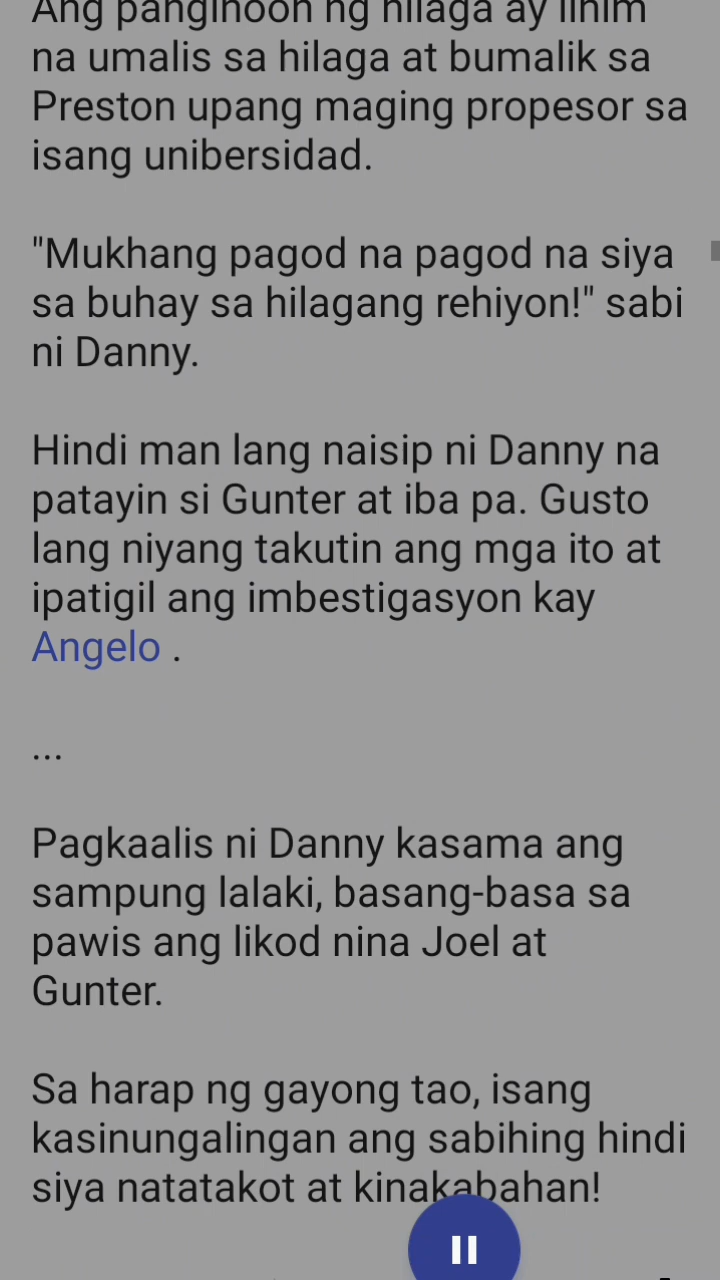 Ang panginoon ng hilaga ay lihim
na umalis sa hilaga at bumalik sa
Preston upang maging propesor sa
isang unibersidad.
"Mukhang pagod na pagod na siya
sa buhay sa hilagang rehiyon!" sabi
ni Danny.
Hindi man lang naisip ni Danny na
patayin si Gunter at iba pa. Gusto
lang niyang takutin ang mga ito at
ipatigil ang imbestigasyon kay
Angelo .
...
Pagkaalis ni Danny kasama ang
sampung lalaki, basang-basa sa
pawis ang likod nina Joel at
Gunter.
Sa harap ng gayong tao, isang
kasinungalingan ang sabihing hindi
siya natatakot at kinakabahan!